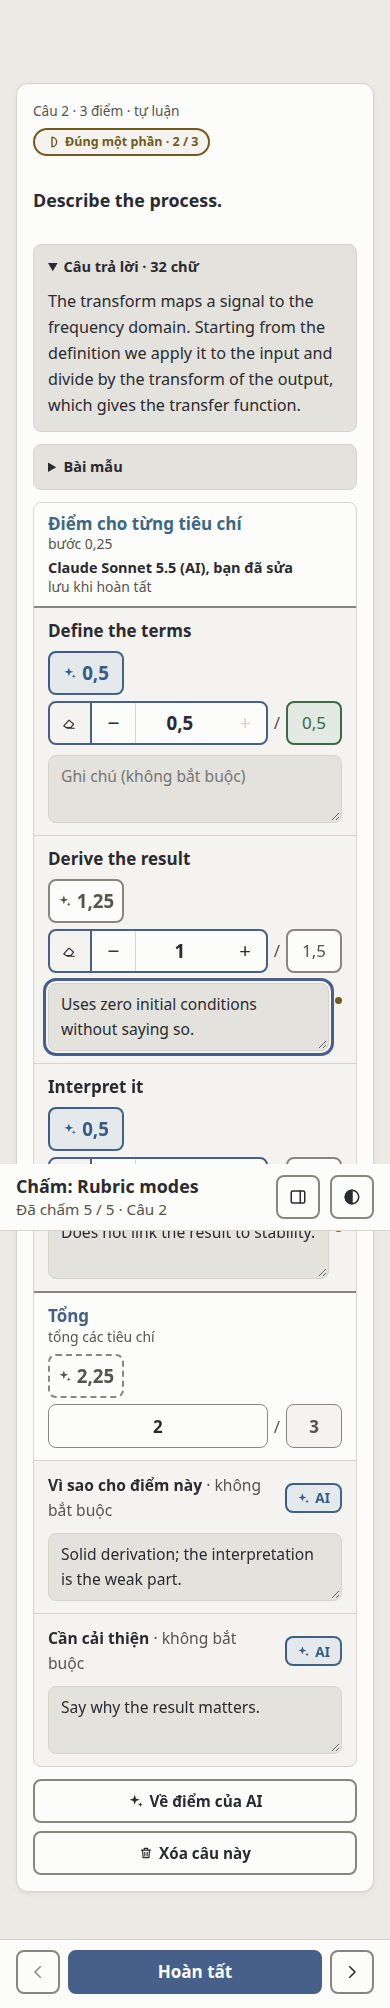 Câu 2 · 3 điểm · tự luận
Đúng một phần · 2 / 3
Describe the process.
Câu trả lời · 32 chữ
The transform maps a signal to the
frequency domain. Starting from the
definition we apply it to the input and
divide by the transform of the output,
which gives the transfer function.
Bài mẫu
Điểm cho từng tiêu chí
bước 0,25
Claude Sonnet 5.5 (AI), bạn đã sửa
lưu khi hoàn tất
Define the terms
0,5
− 0,5 + / 0,5
Ghi chú (không bắt buộc)
Derive the result
1,25
− 1 + / 1,5
Uses zero initial conditions
without saying so.
Interpret it
0,5
Chấm: Rubric modes
Đã chấm 5 / 5 · Câu 2
Does not link the result to stability.
Tổng
tổng các tiêu chí
2,25
2 / 3
Vì sao cho điểm này · không
bắt buộc
AI
Solid derivation; the interpretation
is the weak part.
Cần cải thiện · không bắt
buộc
AI
Say why the result matters.
Về điểm của AI
Xóa câu này
Hoàn tất